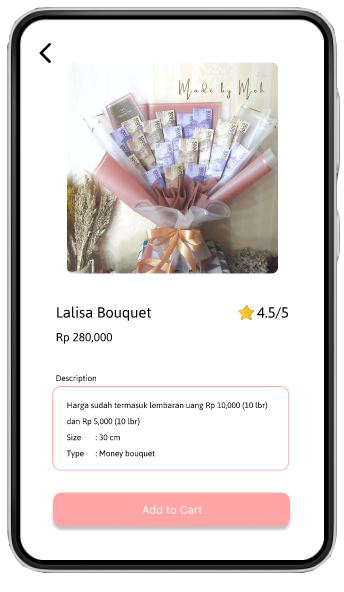 Made by Meh
Lalisa Bouquet
4.5/5
Rp 280,000
Description
Harga sudah termasuk lembaran uang Rp 10,000 (10 lbr)
dan Rp 5,000 (10 lbr)
Size : 30 cm
Type : Money bouquet
Add to Cart